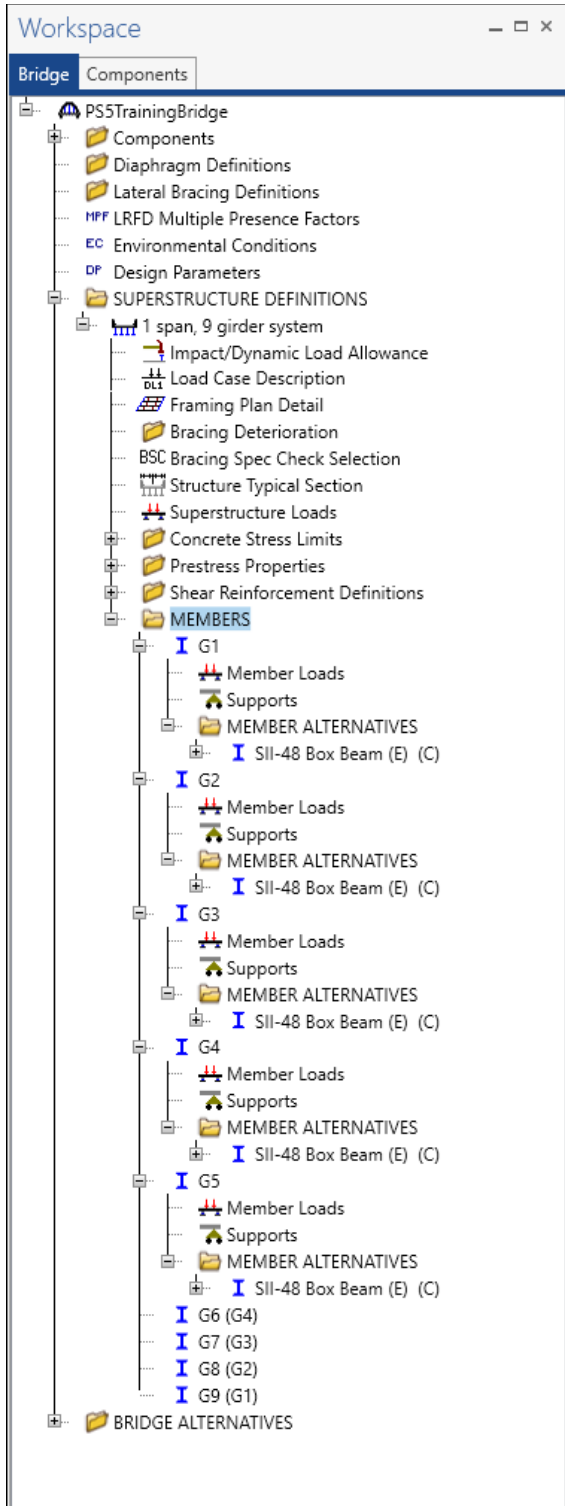 Workspace
Bridge Components
PS5TrainingBridge
Components
Diaphragm Definitions
Lateral Bracing Definitions
MPF LRFD Multiple Presence Factors
EC Environmental Conditions
DP Design Parameters
SUPERSTRUCTURE DEFINITIONS
1 span, 9 girder system
Impact/Dynamic Load Allowance
DL1 Load Case Description
Framing Plan Detail
Bracing Deterioration
BSC Bracing Spec Check Selection
Structure Typical Section
Superstructure Loads
Concrete Stress Limits
Prestress Properties
Shear Reinforcement Definitions
MEMBERS
G1
Member Loads
Supports
MEMBER ALTERNATIVES
SII-48 Box Beam (E) (C)
G2
Member Loads
Supports
MEMBER ALTERNATIVES
SII-48 Box Beam (E) (C)
G3
Member Loads
Supports
MEMBER ALTERNATIVES
SII-48 Box Beam (E) (C)
G4
Member Loads
Supports
MEMBER ALTERNATIVES
SII-48 Box Beam (E) (C)
G5
Member Loads
Supports
MEMBER ALTERNATIVES
SII-48 Box Beam (E) (C)
G6 (G4)
G7 (G3)
G8 (G2)
G9 (G1)
BRIDGE ALTERNATIVES